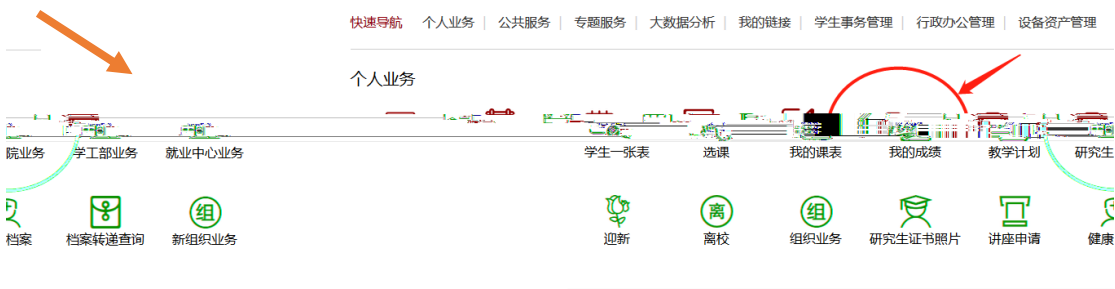 快速导航 个人业务 公共服务 专题服务 大数据分析 我的链接 学生事务管理 行政办公管理 设备资产管理
个人业务
院业务 学工部业务 就业中心业务 学生一张表 选课 我的课表 我的成绩 教学计划 研究生
组 离 组
档案 档案转递查询 新组织业务 迎新 离校 组织业务 研究生证书照片 讲座申请 健康